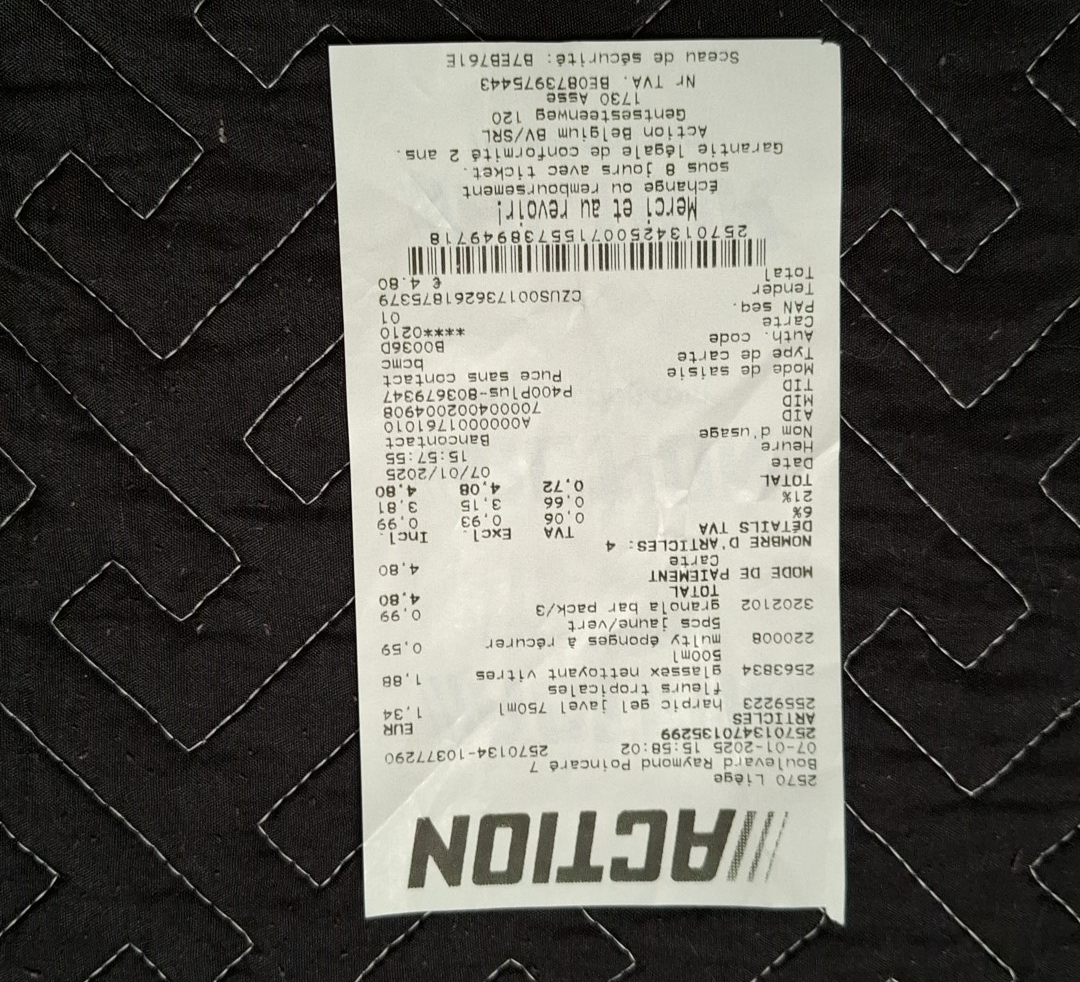 ACTION
2570 Liège
Boulevard Raymond Poincaré 7
07-01-2025 15:58:02 2570134-10377290
257013470135299
ARTICLES EUR
2559223 harpic gel javel 750ml 1,34
fleurs tropicales
2563834 glassex nettoyant vitres 1,88
500ml
220008 multy éponges à récurer 0,59
5pcs jaune/vert
3202102 granola bar pack/3 0,99
TOTAL 4,80
MODE DE PAIEMENT
Carte 4,80
NOMBRE D'ARTICLES: 4
DÉTAILS TVA TVA Excl. Incl.
6% 0,06 0,93 0,99
21% 0,66 3,15 3,81
TOTAL 0,72 4,08 4,80
Date 07/01/2025
Heure 15:57:55
Nom d'usage Bancontact
AID A0000001761010
MID 700004002004908
TID P400Plus-803679347
Mode de saisie Puce sans contact
Type de carte bcmc
Auth. code B0036D
Carte ****0210
PAN seq. 01
Tender CZUS001736261875379
Total € 4.80
2570134250071557389497​18
Merci et au revoir!
Échange ou remboursement
sous 8 jours avec ticket.
Garantie légale de conformité 2 ans.
Action Belgium BV/SRL
Gentsesteenweg 120
1730 Asse
Nr TVA. BE0873975443
Sceau de sécurité: B7EB761E